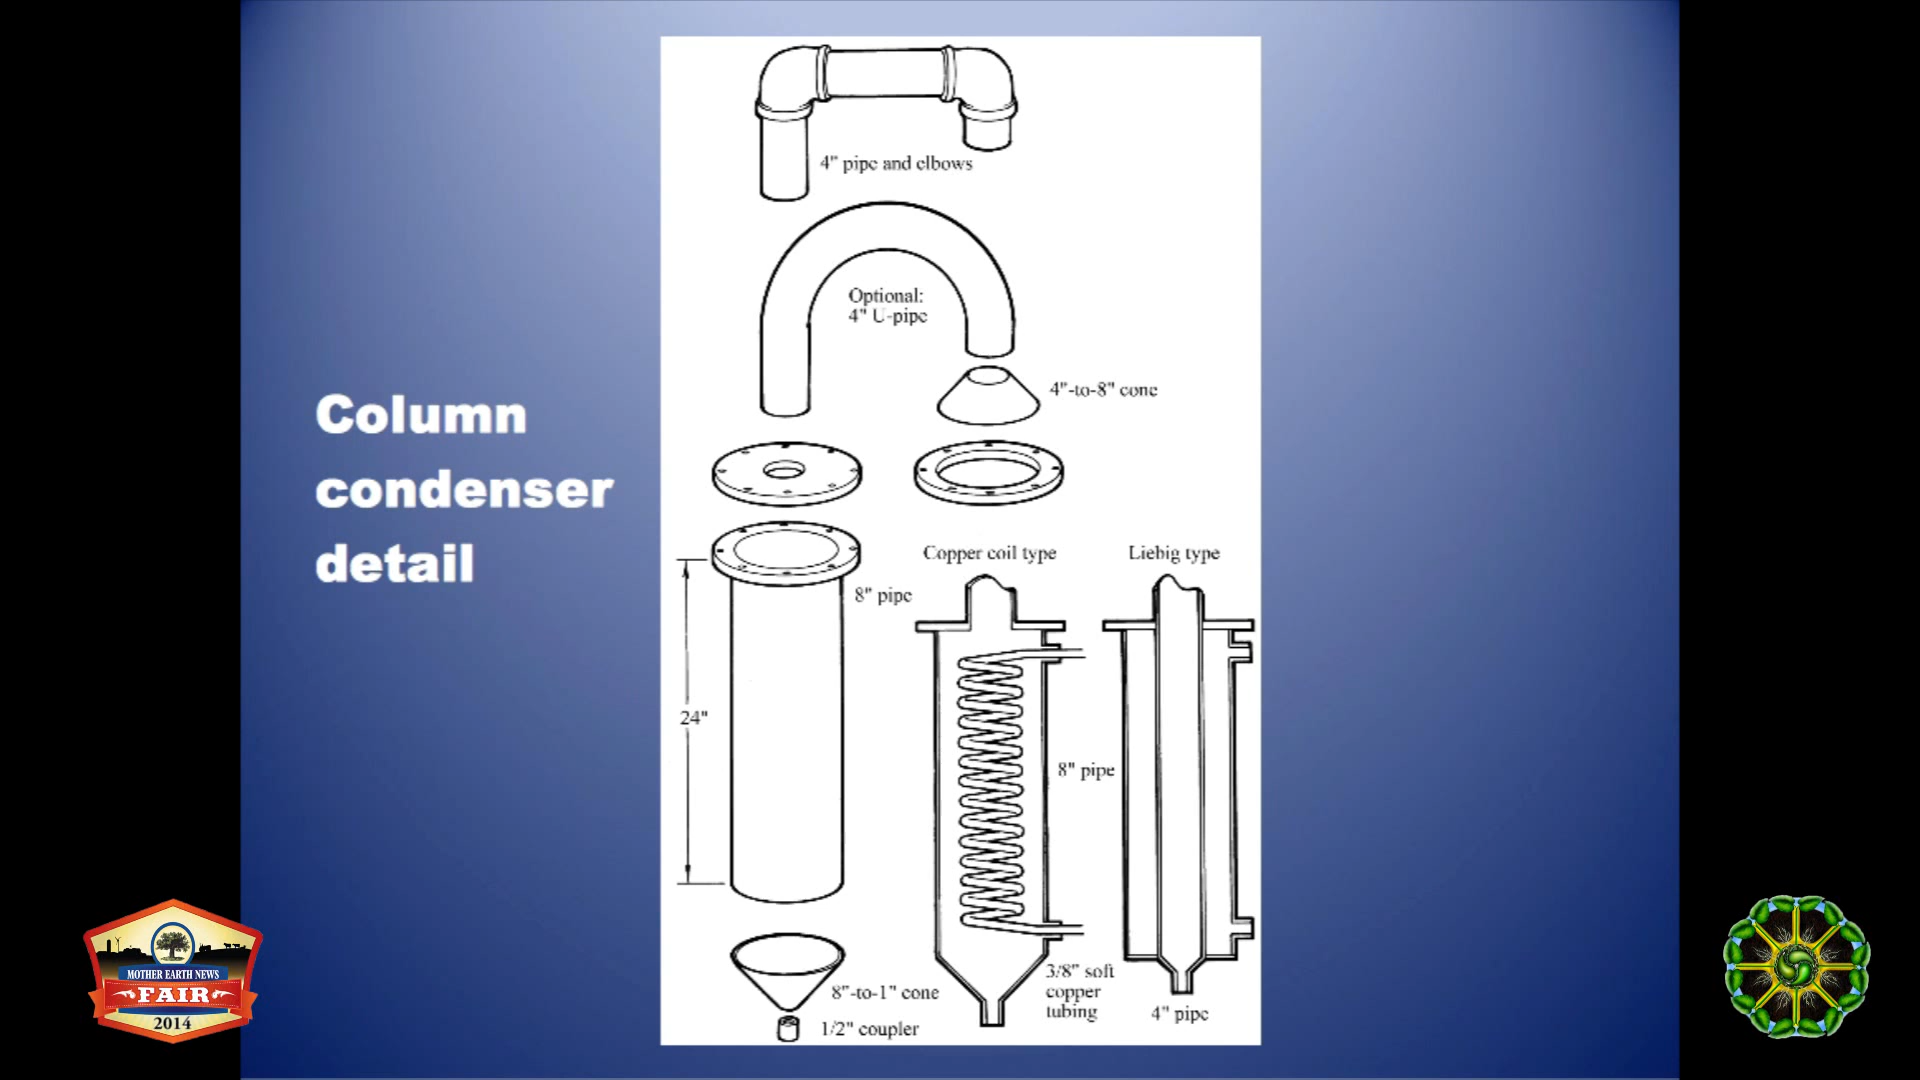 Column
condenser
detail
4" pipe and elbows
Optional:
4" U-pipe
4"-to-8" cone
8" pipe
24"
8"-to-1" cone
1/2" coupler
Copper coil type
8" pipe
3/8" soft
copper
tubing
Liebig type
4" pipe
MOTHER EARTH NEWS
FAIR
2014